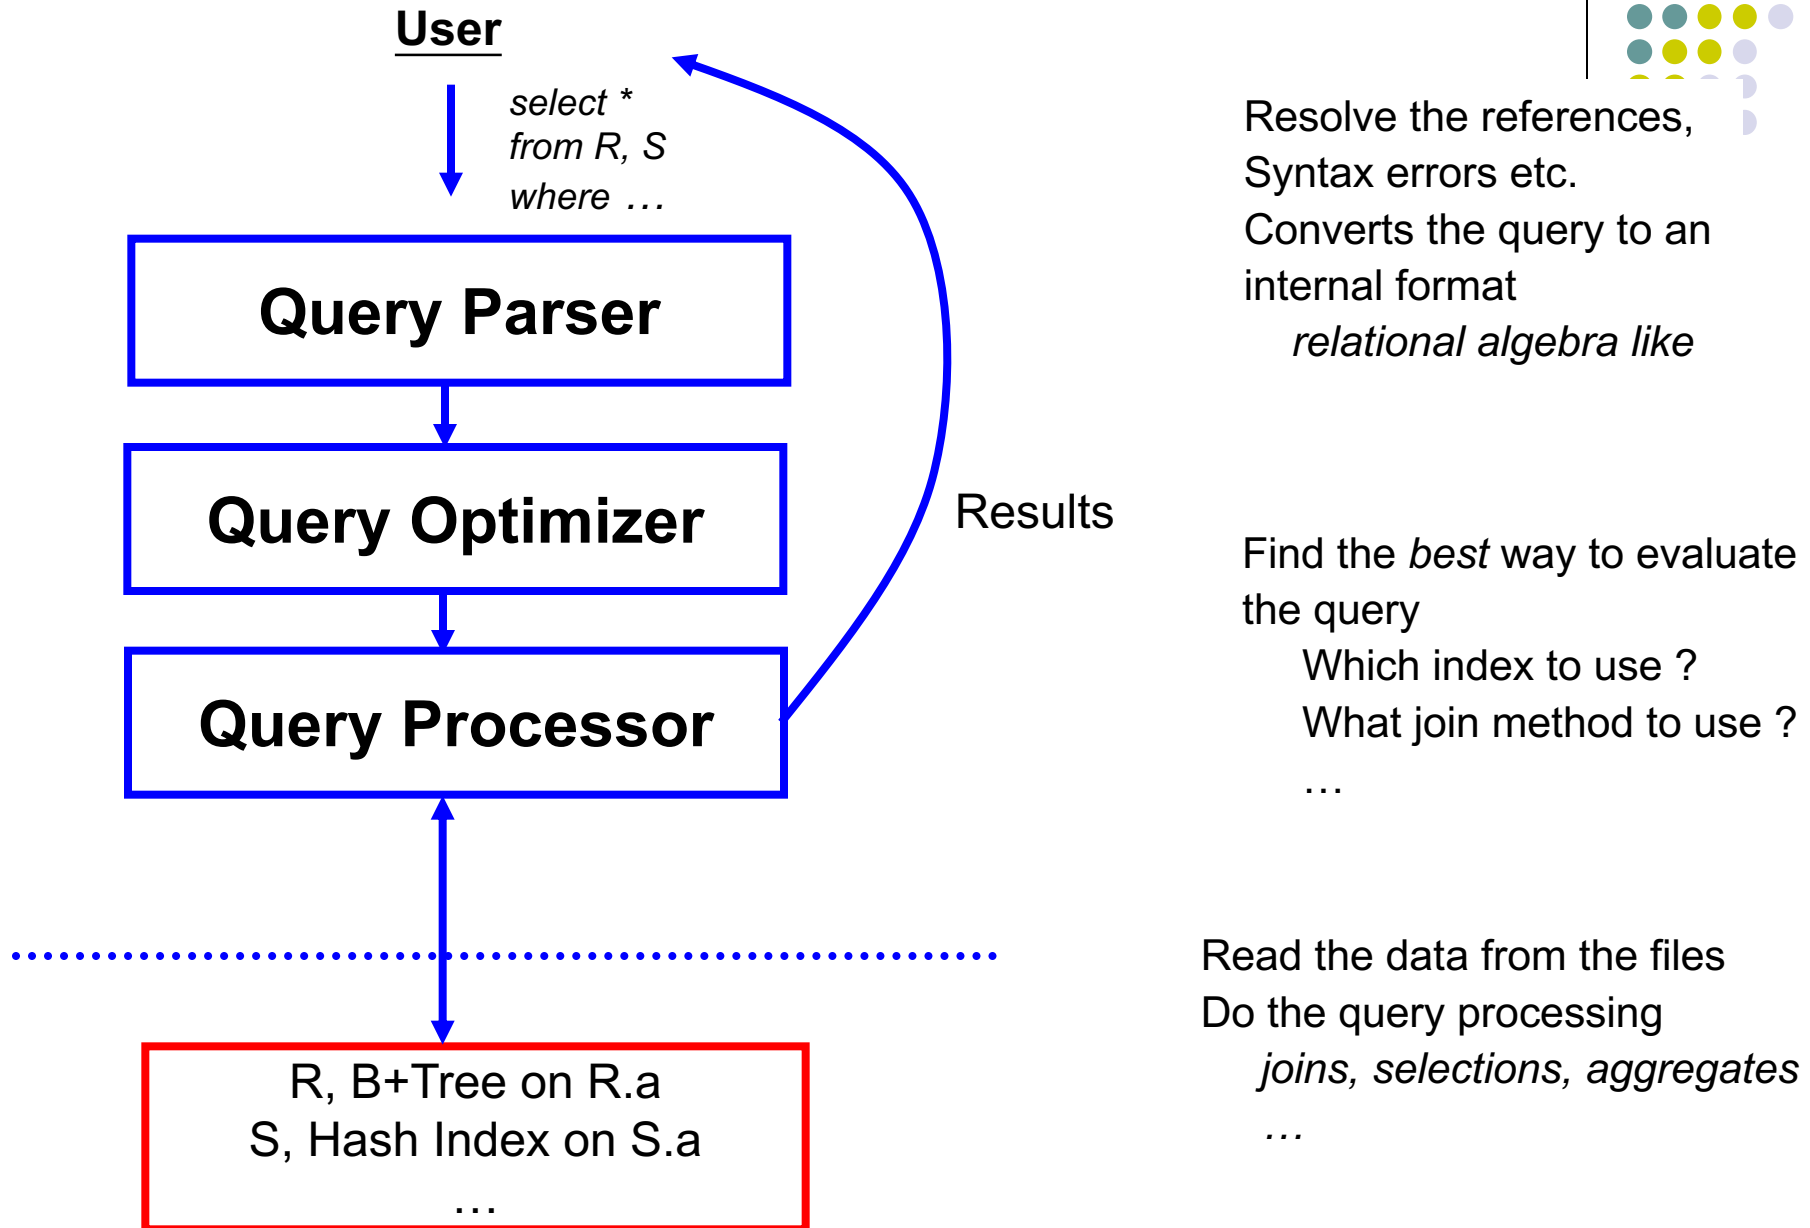 User
select *
from R, S
where …
Query Parser
Query Optimizer
Query Processor
Results
R, B+Tree on R.a
S, Hash Index on S.a
…
Resolve the references,
Syntax errors etc.
Converts the query to an
internal format
relational algebra like
Find the best way to evaluate
the query
Which index to use ?
What join method to use ?
…
Read the data from the files
Do the query processing
joins, selections, aggregates
…